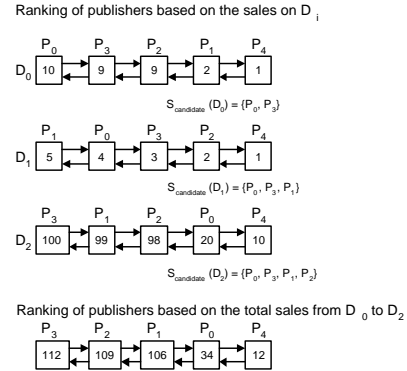 Ranking of publishers based on the sales on D i
P0 P3 P2 P1 P4
D0 10 9 9 2 1
Scandidate (D0) = {P0, P3}
P1 P0 P3 P2 P4
D1 5 4 3 2 1
Scandidate (D1) = {P0, P3, P1}
P3 P1 P2 P0 P4
D2 100 99 98 20 10
Scandidate (D2) = {P0, P3, P1, P2}
Ranking of publishers based on the total sales from D 0 to D2
P3 P2 P1 P0 P4
112 109 106 34 12